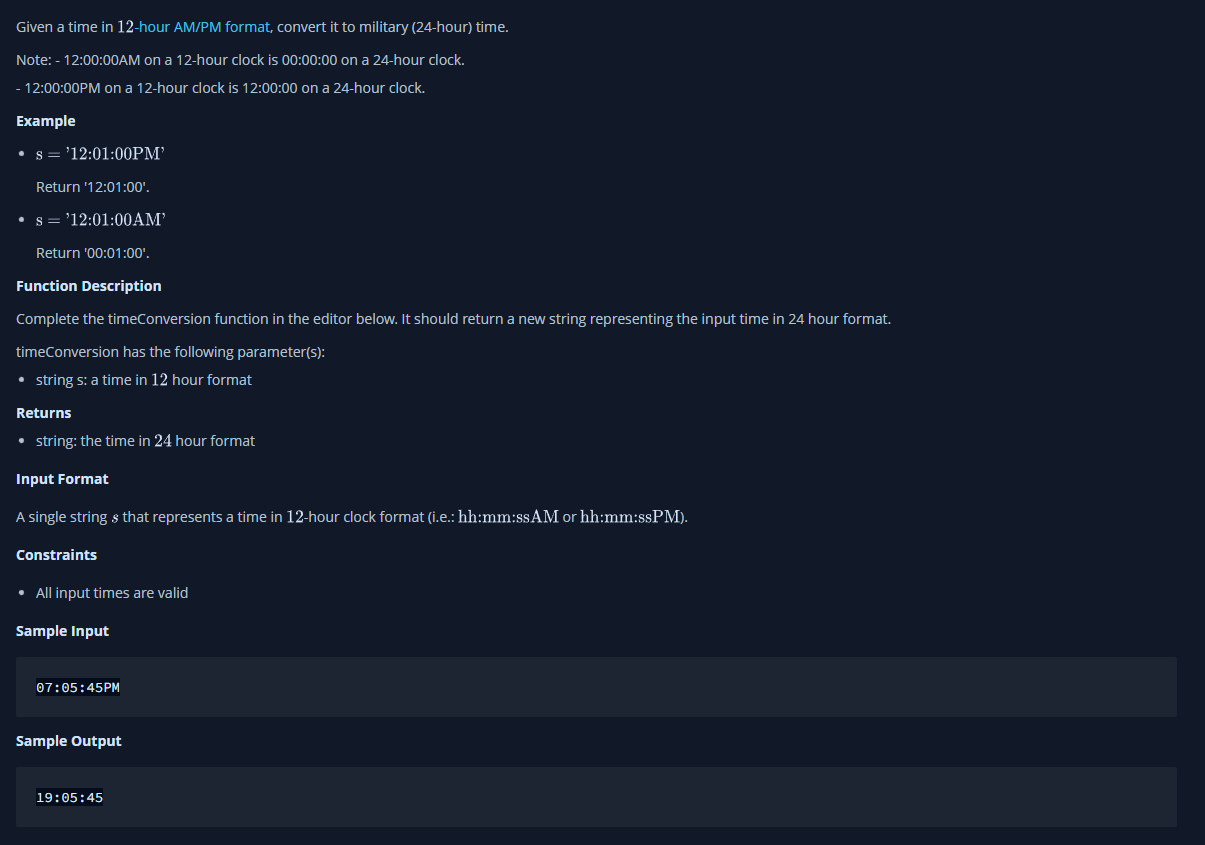 Given a time in 12-hour AM/PM format, convert it to military (24-hour) time.
Note: - 12:00:00AM on a 12-hour clock is 00:00:00 on a 24-hour clock.
- 12:00:00PM on a 12-hour clock is 12:00:00 on a 24-hour clock.
Example
• s = '12:01:00PM'
Return '12:01:00'.
• s = '12:01:00AM'
Return '00:01:00'.
Function Description
Complete the timeConversion function in the editor below. It should return a new string representing the input time in 24 hour format.
timeConversion has the following parameter(s):
• string s: a time in 12 hour format
Returns
• string: the time in 24 hour format
Input Format
A single string s that represents a time in 12-hour clock format (i.e.: hh:mm:ssAM or hh:mm:ssPM).
Constraints
• All input times are valid
Sample Input
07:05:45PM
Sample Output
19:05:45